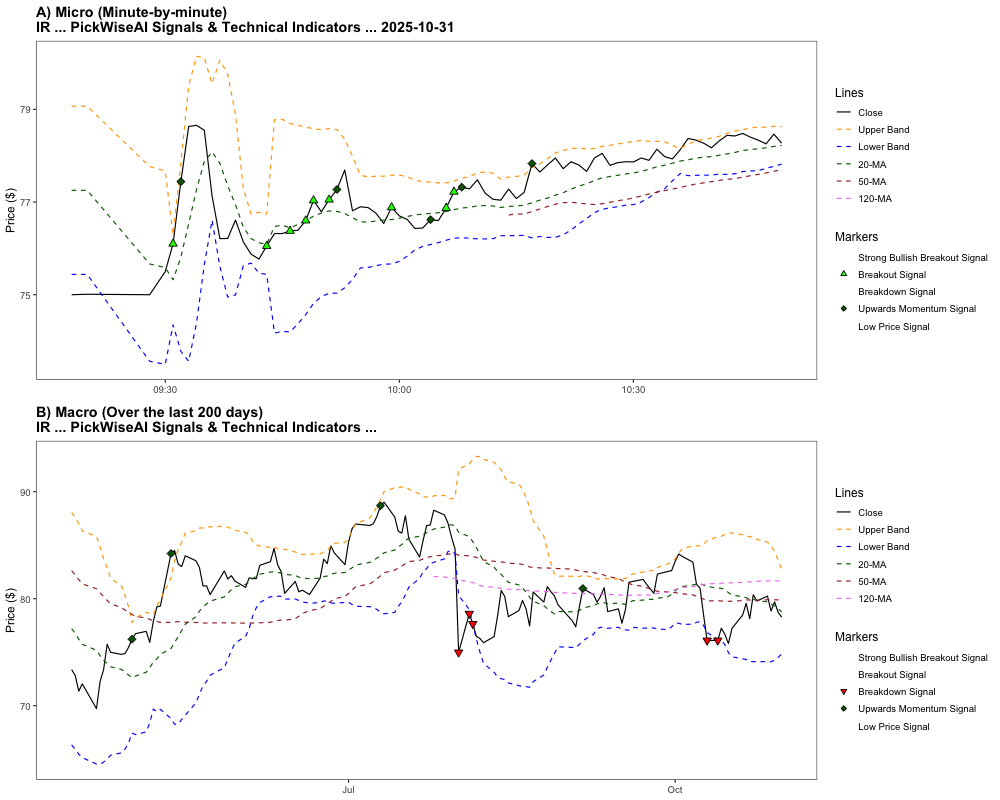 A) Micro (Minute-by-minute)
IR ... PickWiseAI Signals & Technical Indicators ... 2025-10-31
Price ($)
79
77
75
09:30
10:00
10:30
Lines
Close
Upper Band
Lower Band
20-MA
50-MA
120-MA
Markers
Strong Bullish Breakout Signal
Breakout Signal
Breakdown Signal
Upwards Momentum Signal
Low Price Signal
B) Macro (Over the last 200 days)
IR ... PickWiseAI Signals & Technical Indicators ...
Price ($)
90
80
70
Jul
Oct
Lines
Close
Upper Band
Lower Band
20-MA
50-MA
120-MA
Markers
Strong Bullish Breakout Signal
Breakout Signal
Breakdown Signal
Upwards Momentum Signal
Low Price Signal